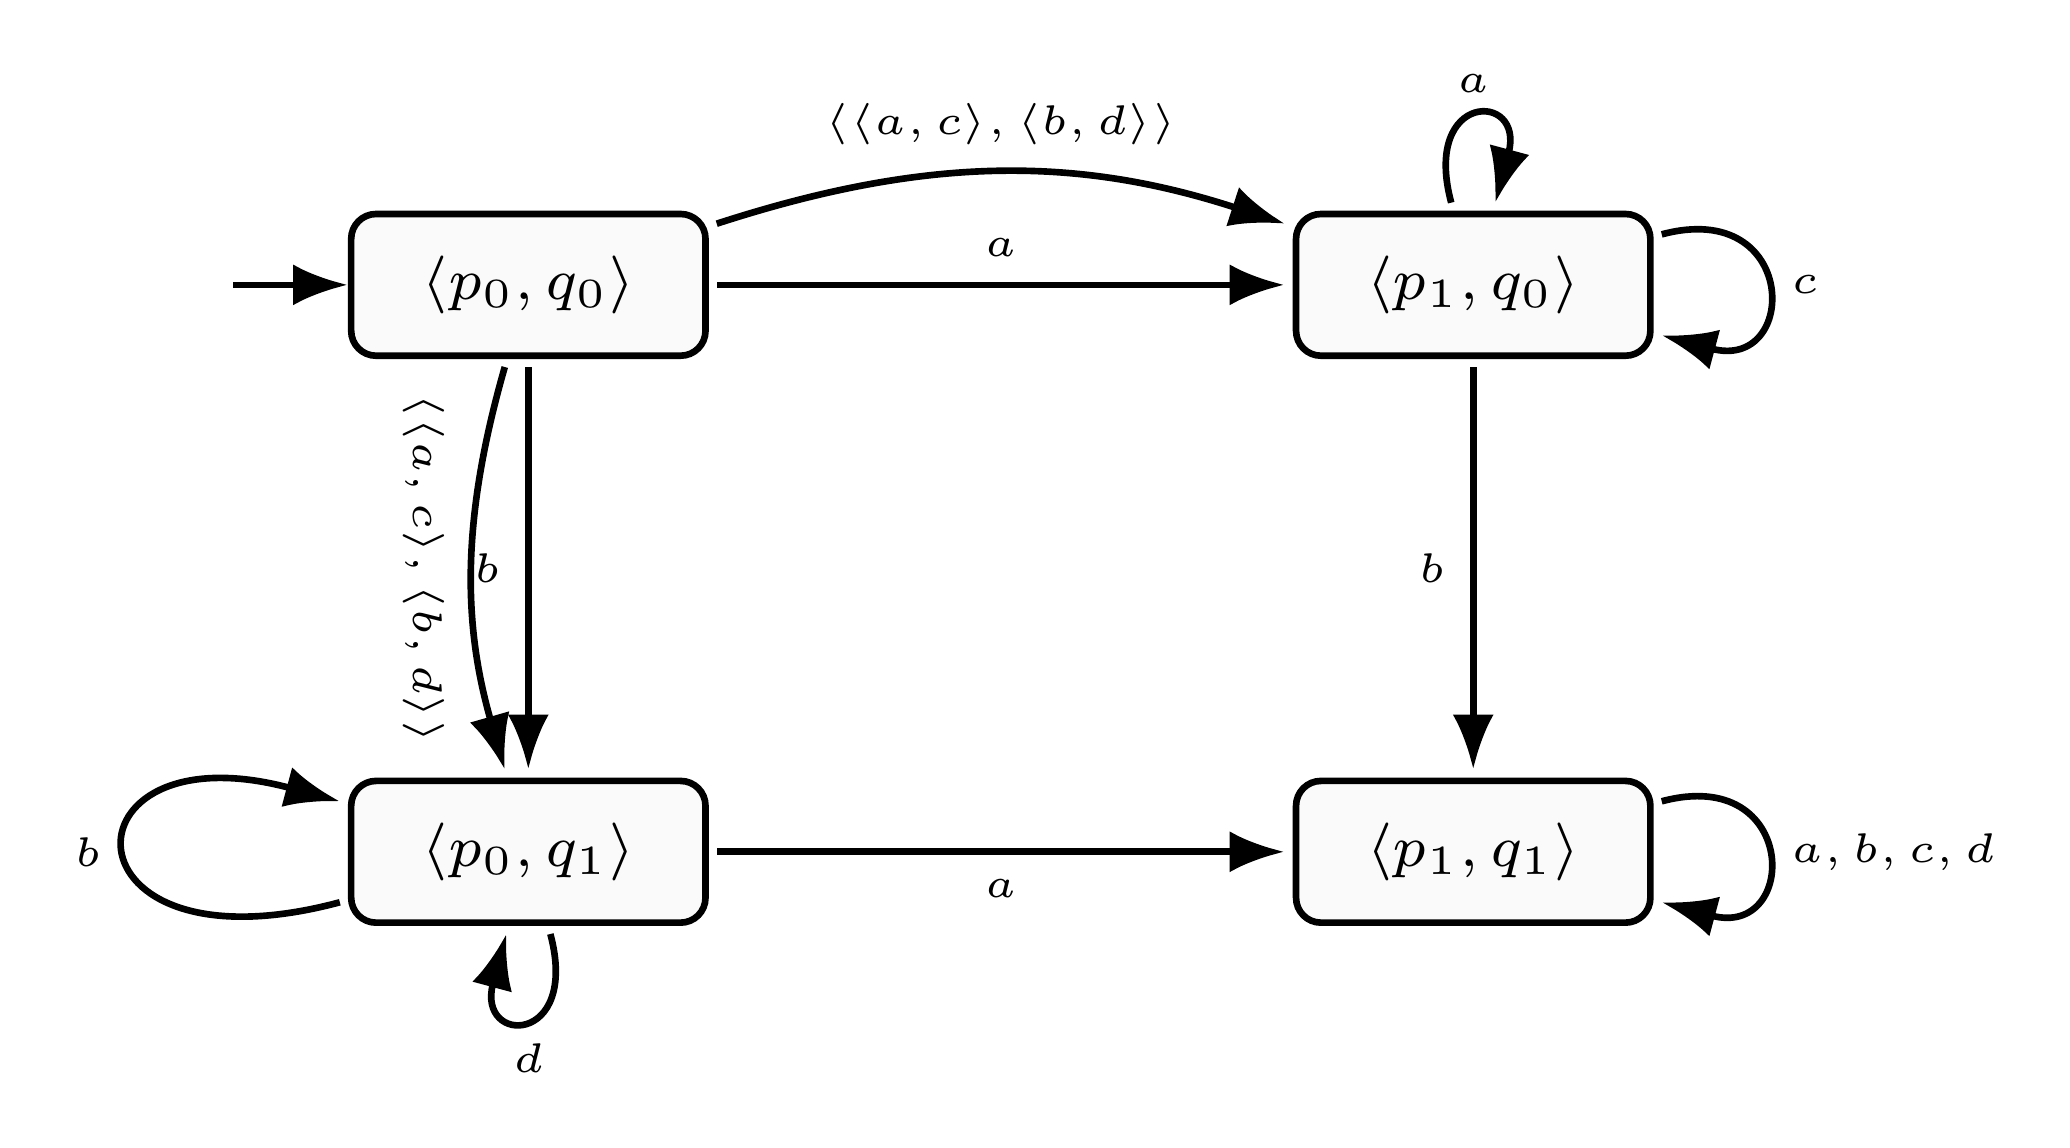 a
⟨⟨a, c⟩, ⟨b, d⟩⟩
a
⟨p₀, q₀⟩
⟨p₁, q₀⟩
c
⟨⟨a, c⟩, ⟨b, d⟩⟩
b
b
b
⟨p₀, q₁⟩
a
⟨p₁, q₁⟩
a, b, c, d
d